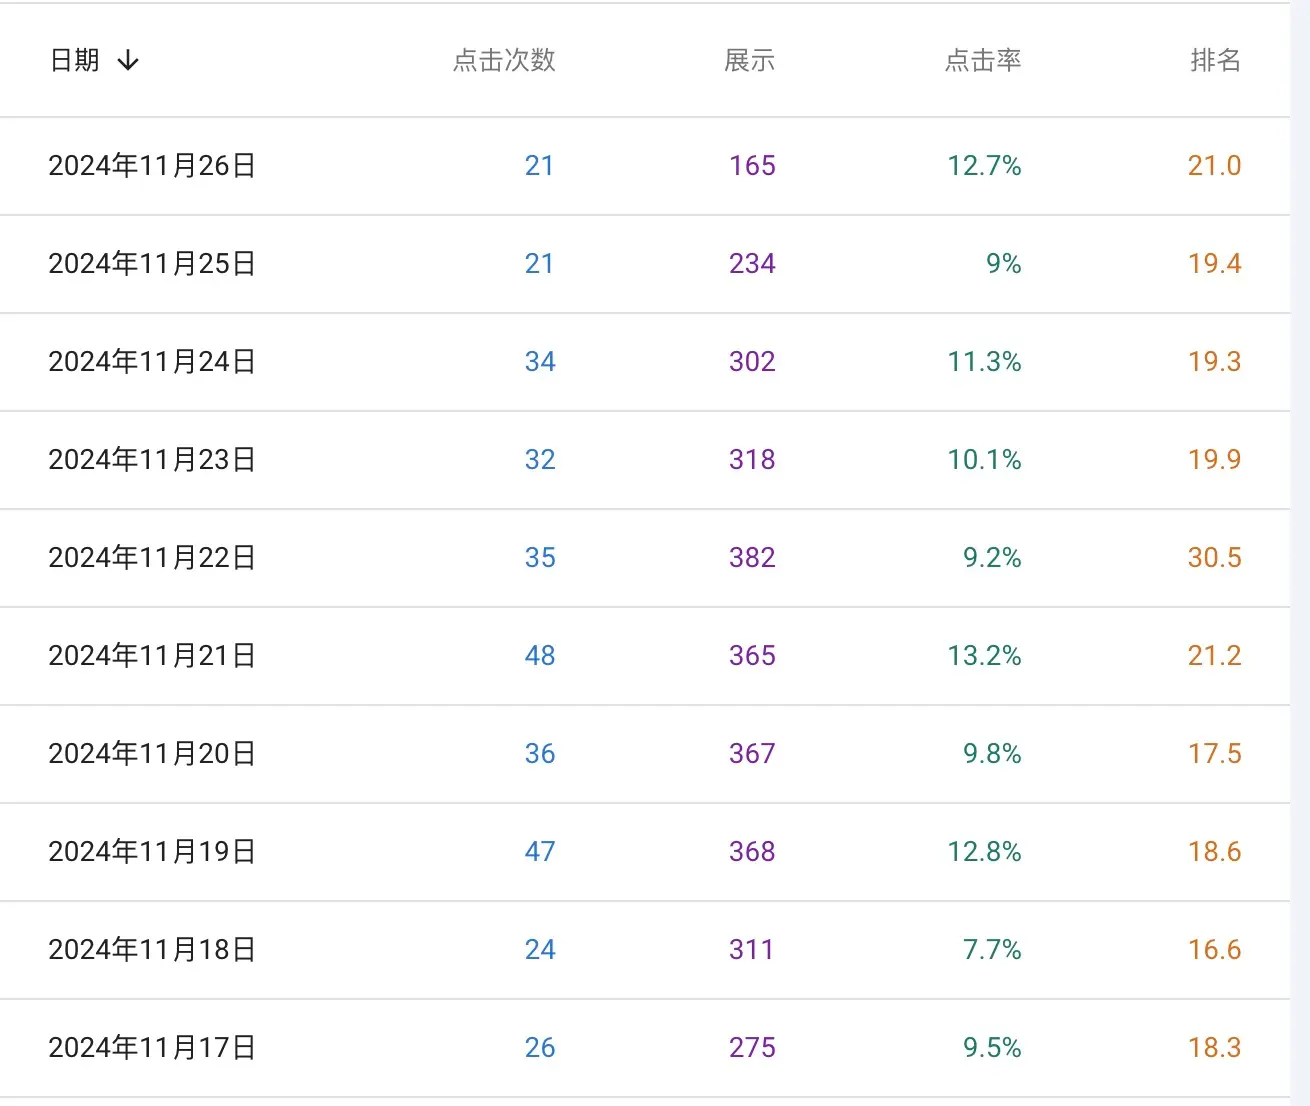 日期 ↓ 点击次数 展示 点击率 排名
2024年11月26日 21 165 12.7% 21.0
2024年11月25日 21 234 9% 19.4
2024年11月24日 34 302 11.3% 19.3
2024年11月23日 32 318 10.1% 19.9
2024年11月22日 35 382 9.2% 30.5
2024年11月21日 48 365 13.2% 21.2
2024年11月20日 36 367 9.8% 17.5
2024年11月19日 47 368 12.8% 18.6
2024年11月18日 24 311 7.7% 16.6
2024年11月17日 26 275 9.5% 18.3